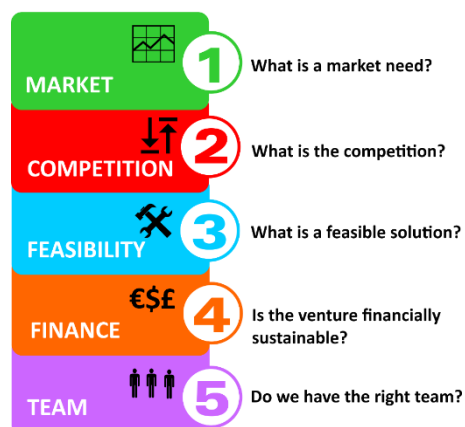 MARKET
1
What is a market need?
COMPETITION
2
What is the competition?
FEASIBILITY
3
What is a feasible solution?
€$£
FINANCE
4
Is the venture financially
sustainable?
TEAM
5
Do we have the right team?